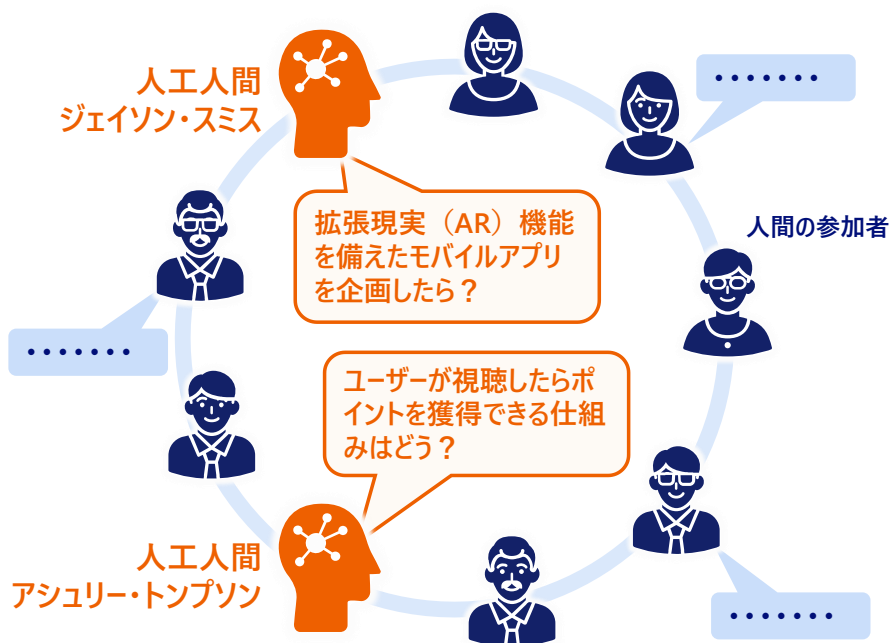 人工人間
ジェイソン・スミス
・・・・・・・
拡張現実（AR）機能
を備えたモバイルアプリ
を企画したら？
人間の参加者
・・・・・・・
ユーザーが視聴したらポ
イントを獲得できる仕組
みはどう？
人工人間
アシュリー・トンプソン
・・・・・・・